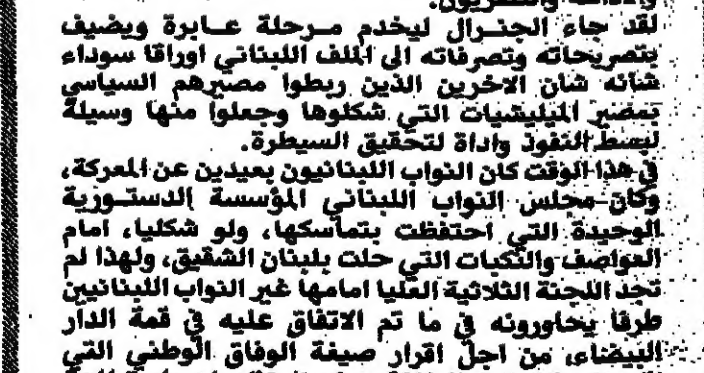 والاذاعة والتلفزيون.
لقد جاء الجنرال ليخدم مرحلة عابرة ويضيف
بتصريحاته وتصرفاته الى الملف اللبناني اوراقا سوداء
شانه شان الاخرين الذين ربطوا مصيرهم السياسي
بمصير الميليشيات التي شكلوها وجعلوا منها وسيلة
لبسط النفوذ واداة لتحقيق السيطرة.
في هذا الوقت كان النواب اللبنانيون بعيدين عن المعركة،
وكان مجلس النواب اللبناني المؤسسة الدستورية
الوحيدة التي احتفظت بتماسكها، ولو شكليا، امام
العواصف والنكبات التي حلت بلبنان الشقيق، ولهذا لم
تجد اللجنة الثلاثية العليا امامها غير النواب اللبنانيين
طرفا يحاورونه في ما تم الاتفاق عليه في قمة الدار
البيضاء، من اجل اقرار صيغة الوفاق الوطني التي